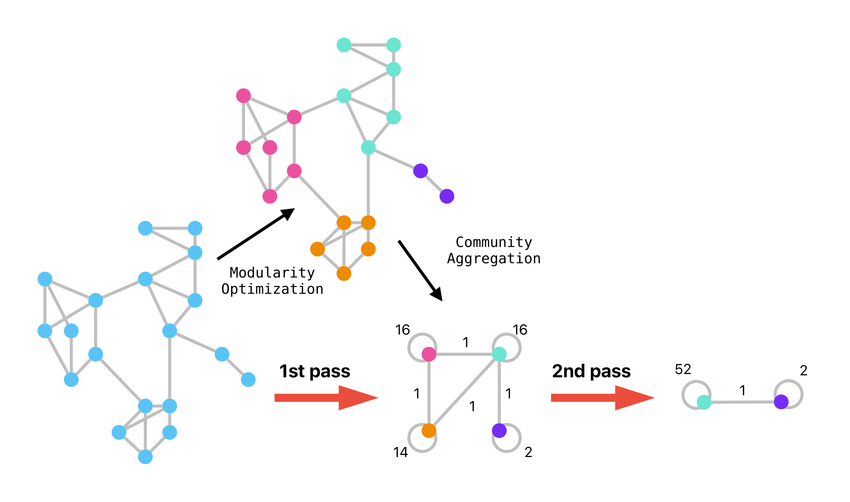 Community
Aggregation
Modularity
Optimization
16
16
1
1st pass
2nd pass
52
2
1
1
1
1
14
2